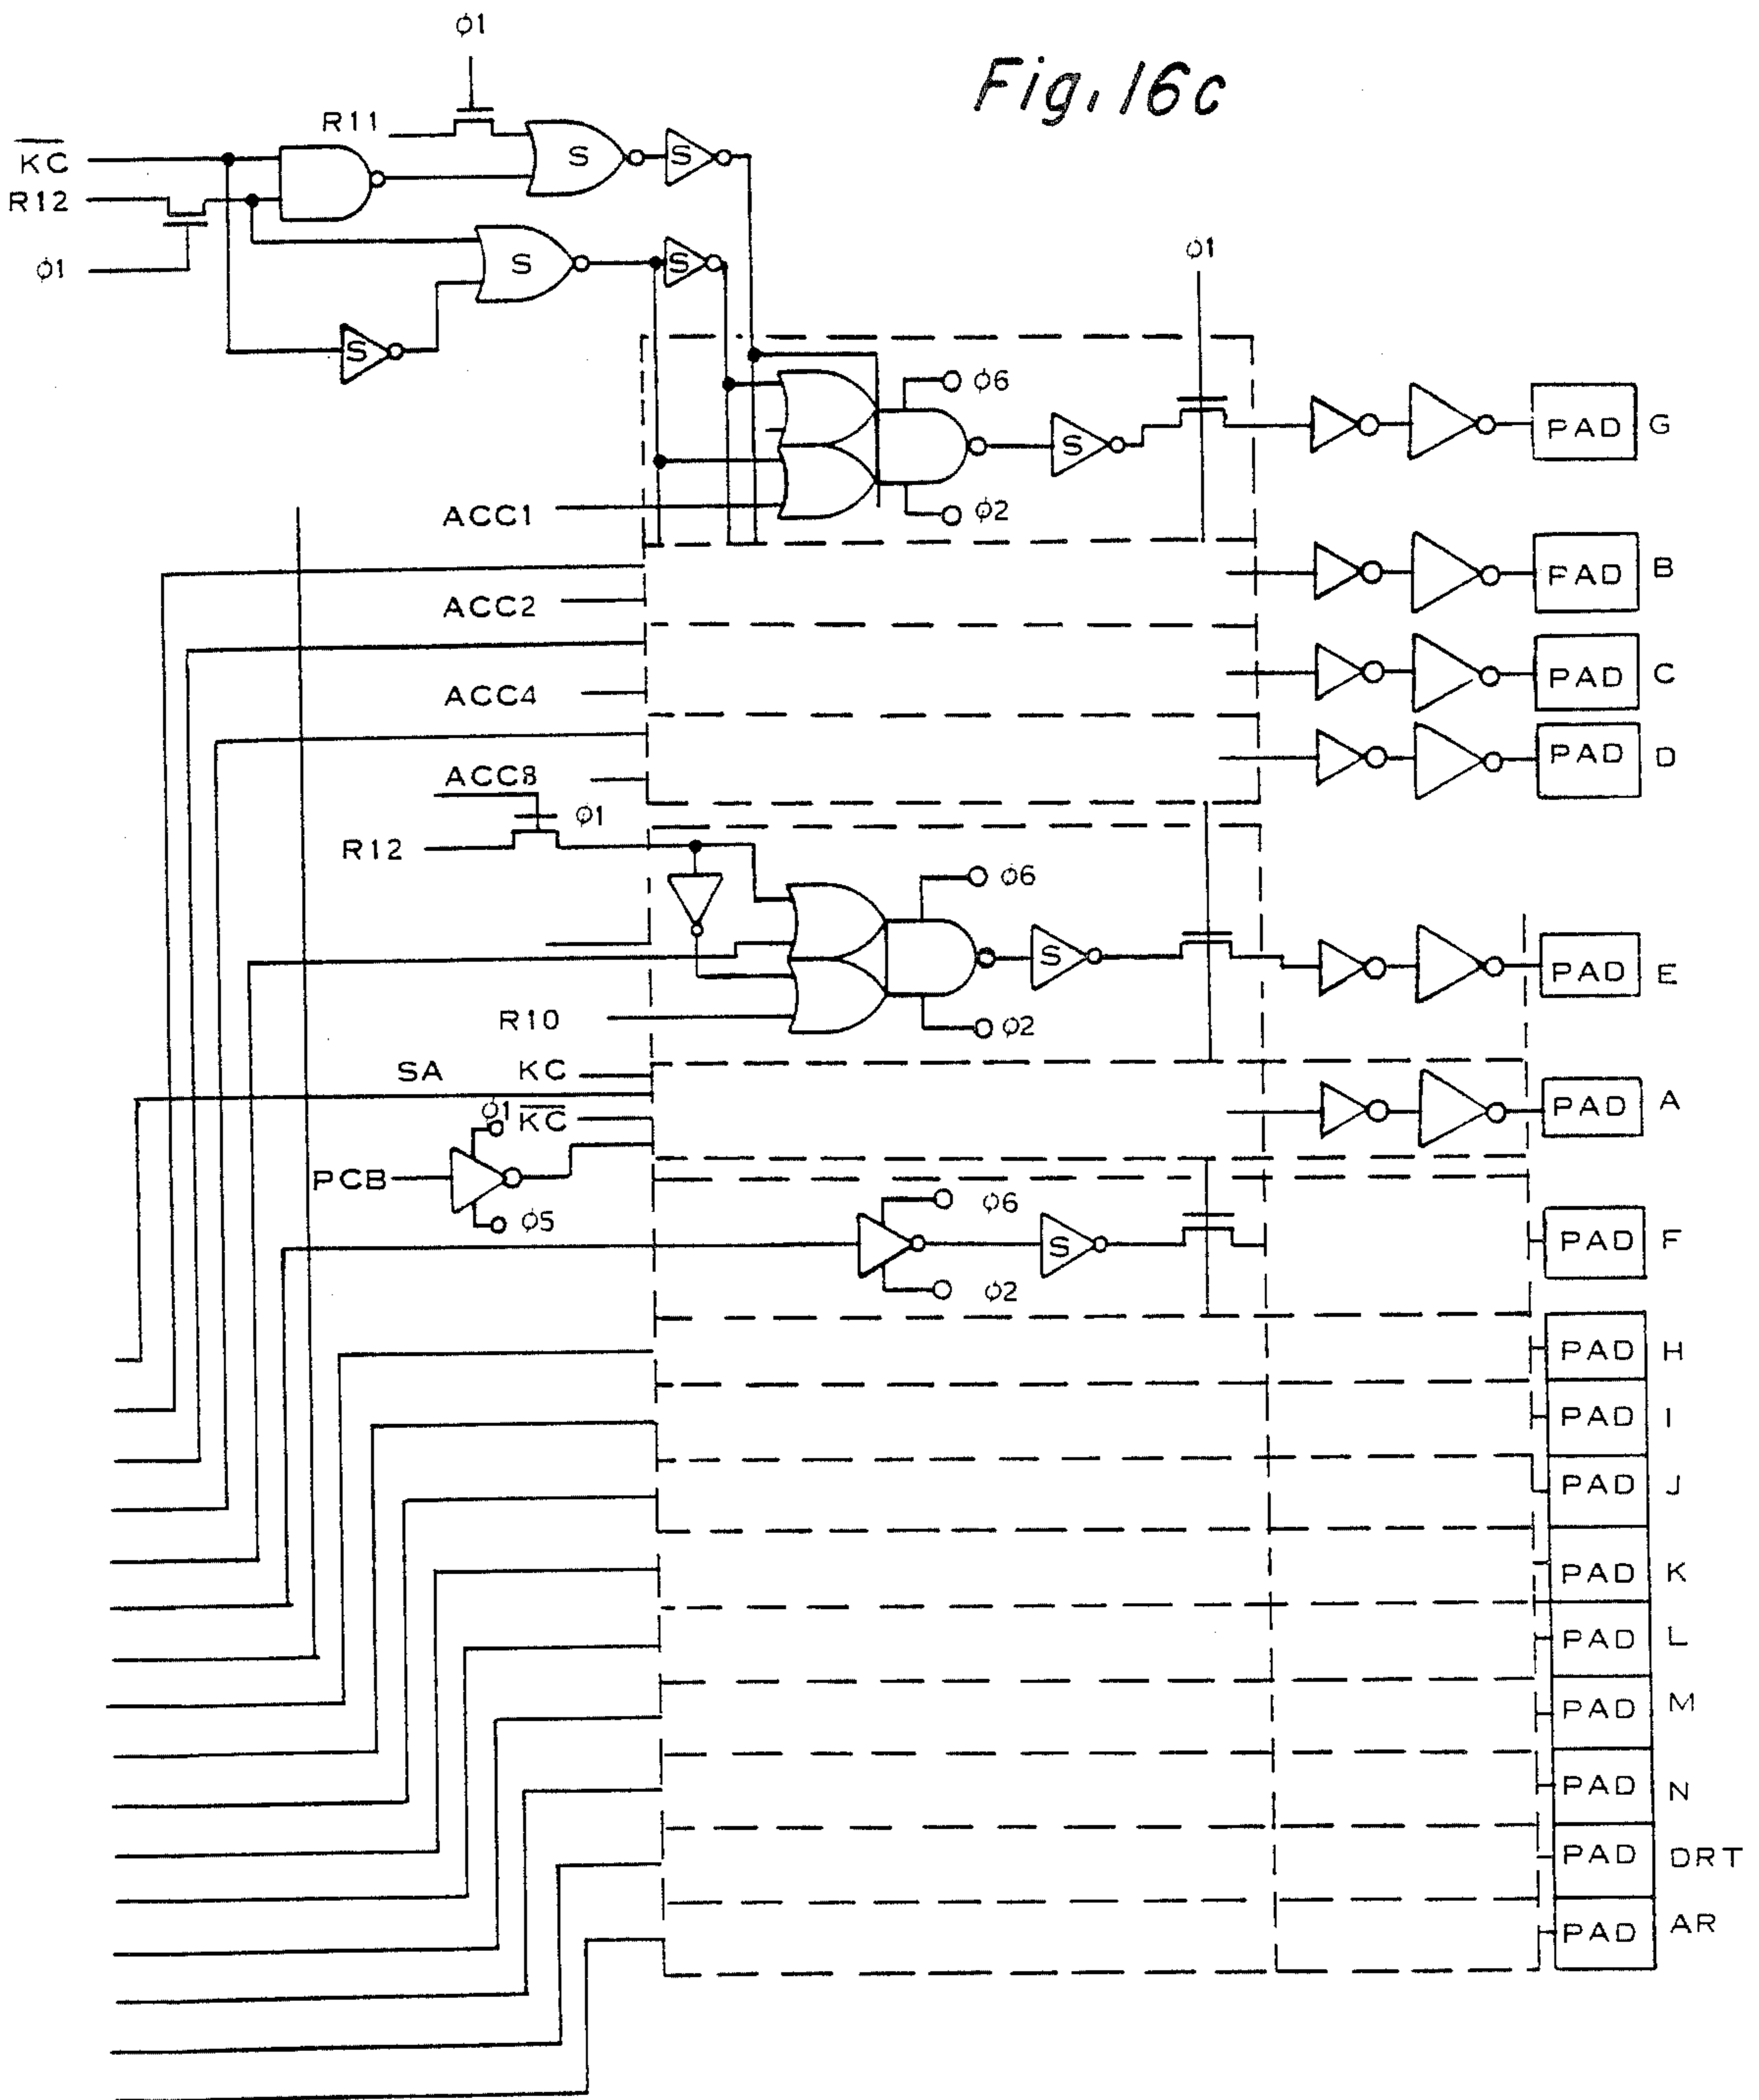 φ1
Fig. 16c
R11
KC
S
S
R12
S
S
φ1
φ1
S
φ6
S
PAD G
ACC1
φ2
PAD B
ACC2
PAD C
ACC4
PAD D
ACC8
φ1
R12
φ6
S
PAD E
R10
φ2
SA
KC
PAD A
φ1
KC
PCB
φ6
φ5
S
PAD F
φ2
PAD H
PAD I
PAD J
PAD K
PAD L
PAD M
PAD N
PAD DRT
PAD AR